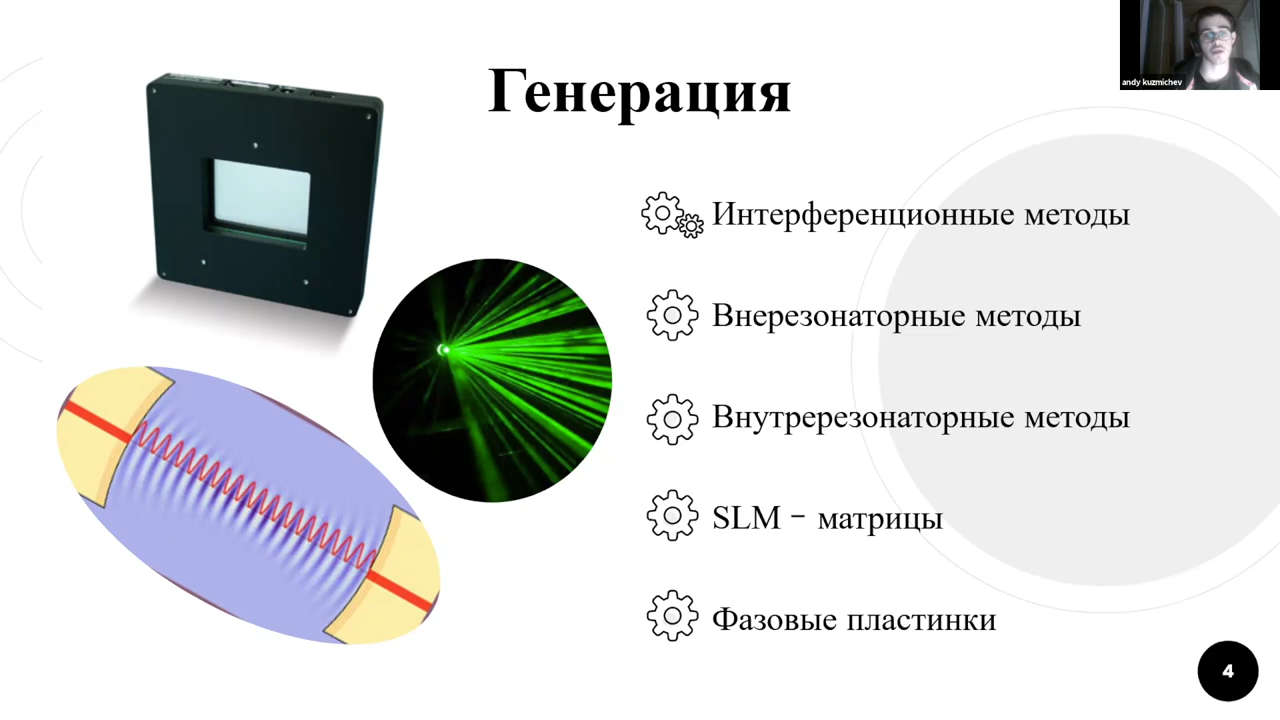 andy kuzmichev
Генерация
Интерференционные методы
Внерезонаторные методы
Внутререзонаторные методы
SLM – матрицы
Фазовые пластинки
4